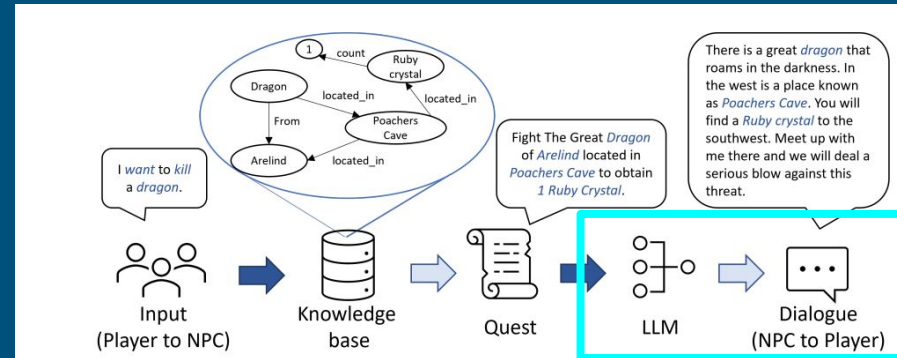 1
count
Ruby
crystal
Dragon
located_in
located_in
From
Poachers
Cave
Arelind
located_in
I want to kill
a dragon.
Fight The Great Dragon
of Arelind located in
Poachers Cave to obtain
1 Ruby Crystal.
There is a great dragon that
roams in the darkness. In
the west is a place known
as Poachers Cave. You will
find a Ruby crystal to the
southwest. Meet up with
me there and we will deal a
serious blow against this
threat.
Input
(Player to NPC)
Knowledge
base
Quest
LLM
Dialogue
(NPC to Player)